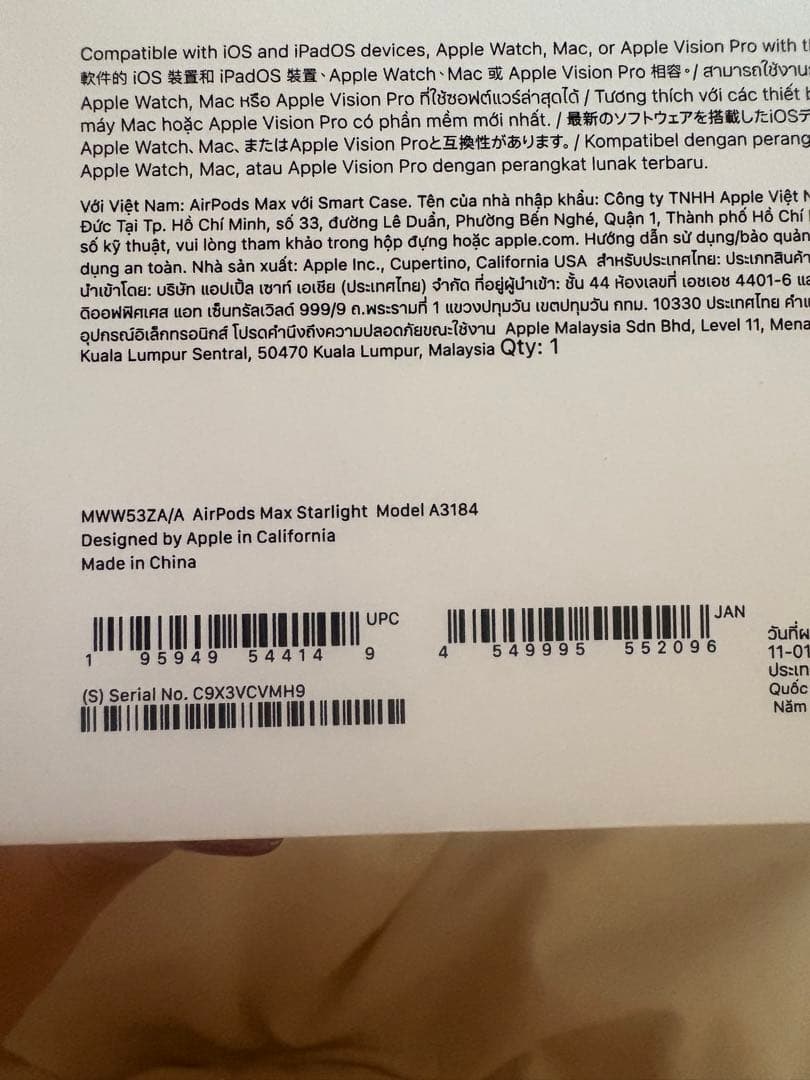 Compatible with iOS and iPadOS devices, Apple Watch, Mac, or Apple Vision Pro with
軟件的 iOS 裝置和 iPadOS 裝置、Apple Watch、Mac 或 Apple Vision Pro 相容。/ สามารถใช้งาน
Apple Watch, Mac หรือ Apple Vision Pro ที่ใช้ซอฟต์แวร์ล่าสุดได้ / Tương thích với các thiết
máy Mac hoặc Apple Vision Pro có phần mềm mới nhất. / 最新のソフトウェアを搭載したiOS
Apple Watch、Mac、またはApple Vision Proと互換性があります。/ Kompatibel dengan
Apple Watch, Mac, atau Apple Vision Pro dengan perangkat lunak terbaru.
Với Việt Nam: AirPods Max với Smart Case. Tên của nhà nhập khẩu: Công ty TNHH Apple Việt
Đức Tại Tp. Hồ Chí Minh, số 33, đường Lê Duẩn, Phường Bến Nghé, Quận 1, Thành phố Hồ Chí
số kỹ thuật, vui lòng tham khảo trong hộp đựng hoặc apple.com. Hướng dẫn sử dụng/bảo quản
dụng an toàn. Nhà sản xuất: Apple Inc., Cupertino, California USA สำหรับประเทศไทย: ประเภทสินค้า
นำเข้าโดย: บริษัท แอปเปิ้ล เซาท์ เอเชีย (ประเทศไทย) จำกัด ที่อยู่ผู้นำเข้า: ชั้น 44 ห้องเลขที่ เอชเอช 4401-6
ดิออฟฟิศเศส แอท เซ็นทรัลเวิลด์ 999/9 ถ.พระรามที่ 1 แขวงปทุมวัน เขตปทุมวัน กทม. 10330 ประเทศไทย
อุปกรณ์อิเล็กทรอนิกส์ โปรดคำนึงถึงความปลอดภัยขณะใช้งาน Apple Malaysia Sdn Bhd, Level 11,
Kuala Lumpur Sentral, 50470 Kuala Lumpur, Malaysia Qty: 1
MWW53ZA/A AirPods Max Starlight Model A3184
Designed by Apple in California
Made in China
UPC
1 95949 54414 9
JAN
4 549995 552096
(S) Serial No. C9X3VCVMH9
วันที่
11-01
Quốc
Năm